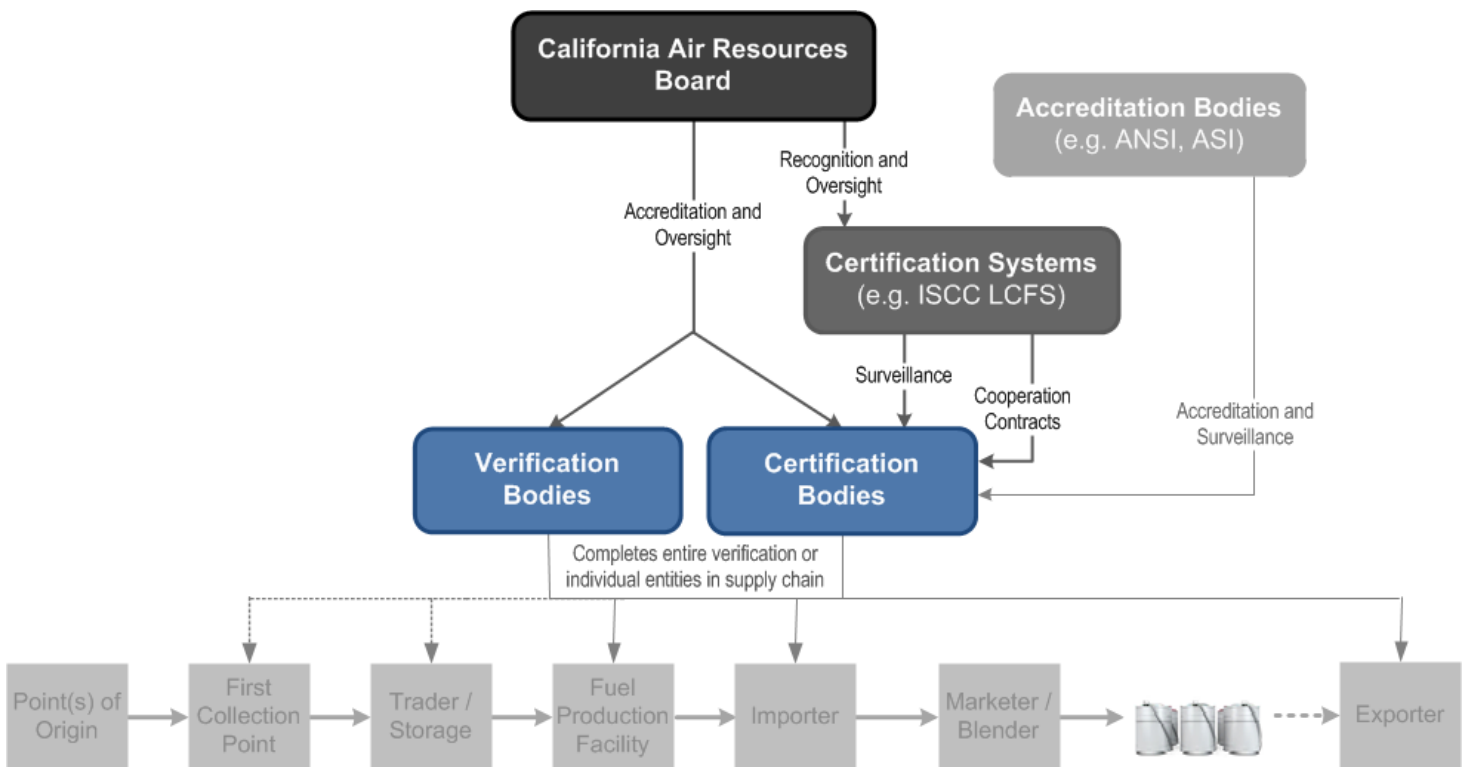 California Air Resources
Board
Accreditation Bodies
(e.g. ANSI, ASI)
Recognition and
Oversight
Accreditation and
Oversight
Certification Systems
(e.g. ISCC LCFS)
Surveillance
Cooperation
Contracts
Accreditation and
Surveillance
Verification
Bodies
Certification
Bodies
Completes entire verification or
individual entities in supply chain
Point(s) of
Origin
First
Collection
Point
Trader /
Storage
Fuel
Production
Facility
Importer
Marketer /
Blender
Exporter